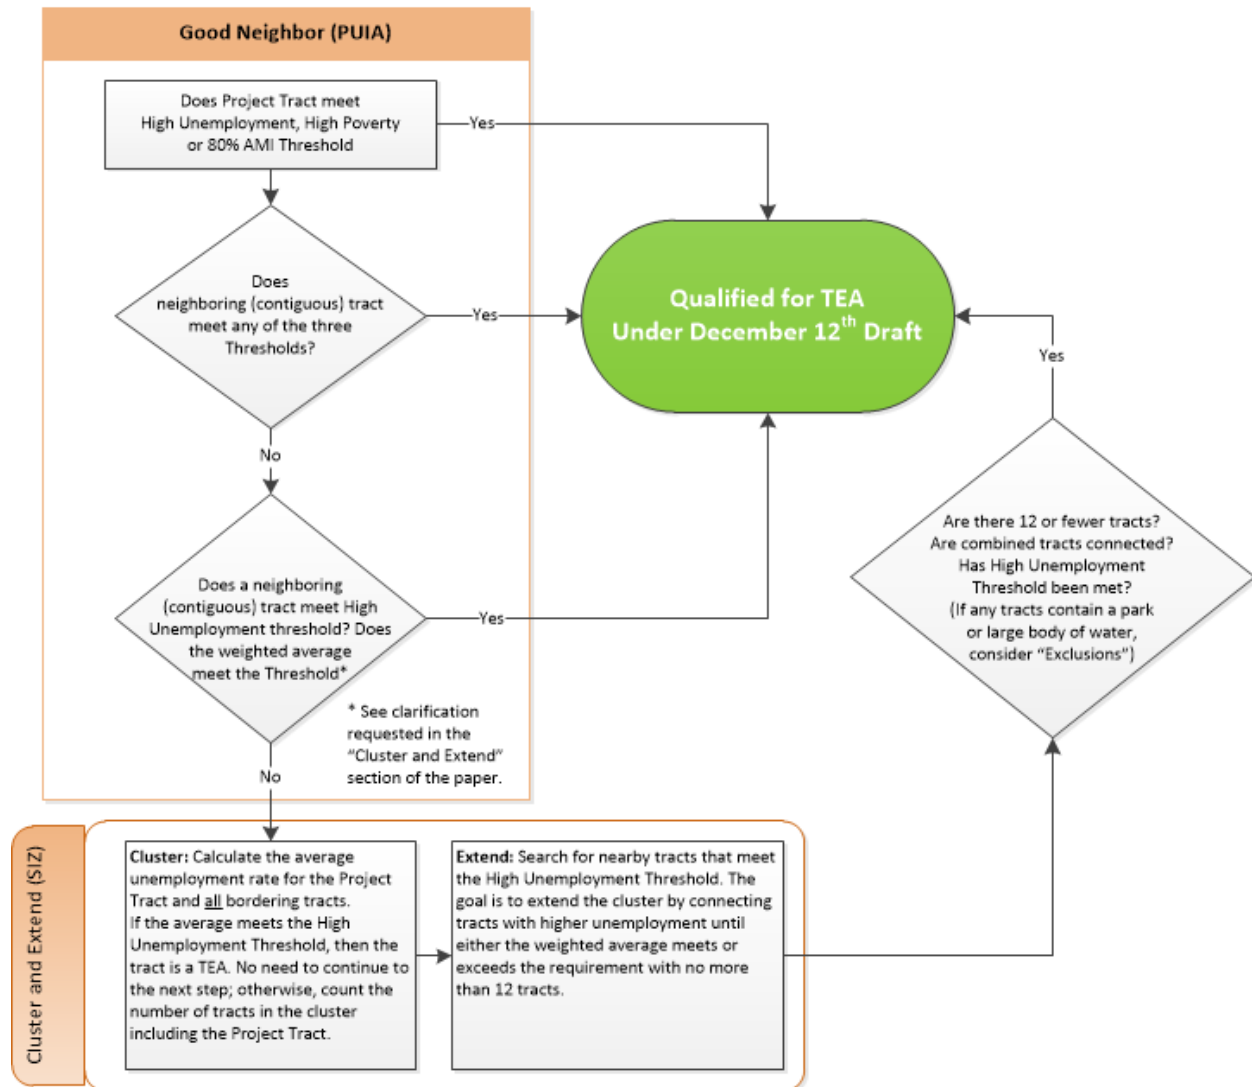 Good Neighbor (PUIA)
Does Project Tract meet
High Unemployment, High Poverty
or 80% AMI Threshold
Yes
Does
neighboring (contiguous) tract
meet any of the three
Thresholds?
Yes
Qualified for TEA
Under December 12th Draft
Yes
No
Are there 12 or fewer tracts?
Are combined tracts connected?
Has High Unemployment
Threshold been met?
(If any tracts contain a park
or large body of water,
consider “Exclusions”)
Does a neighboring
(contiguous) tract meet High
Unemployment threshold? Does
the weighted average
meet the Threshold*
Yes
* See clarification
requested in the
“Cluster and Extend”
section of the paper.
No
Cluster and Extend (SIZ)
Cluster: Calculate the average
unemployment rate for the Project
Tract and all bordering tracts.
If the average meets the High
Unemployment Threshold, then the
tract is a TEA. No need to continue to
the next step; otherwise, count the
number of tracts in the cluster
including the Project Tract.
Extend: Search for nearby tracts that meet
the High Unemployment Threshold. The
goal is to extend the cluster by connecting
tracts with higher unemployment until
either the weighted average meets or
exceeds the requirement with no more
than 12 tracts.